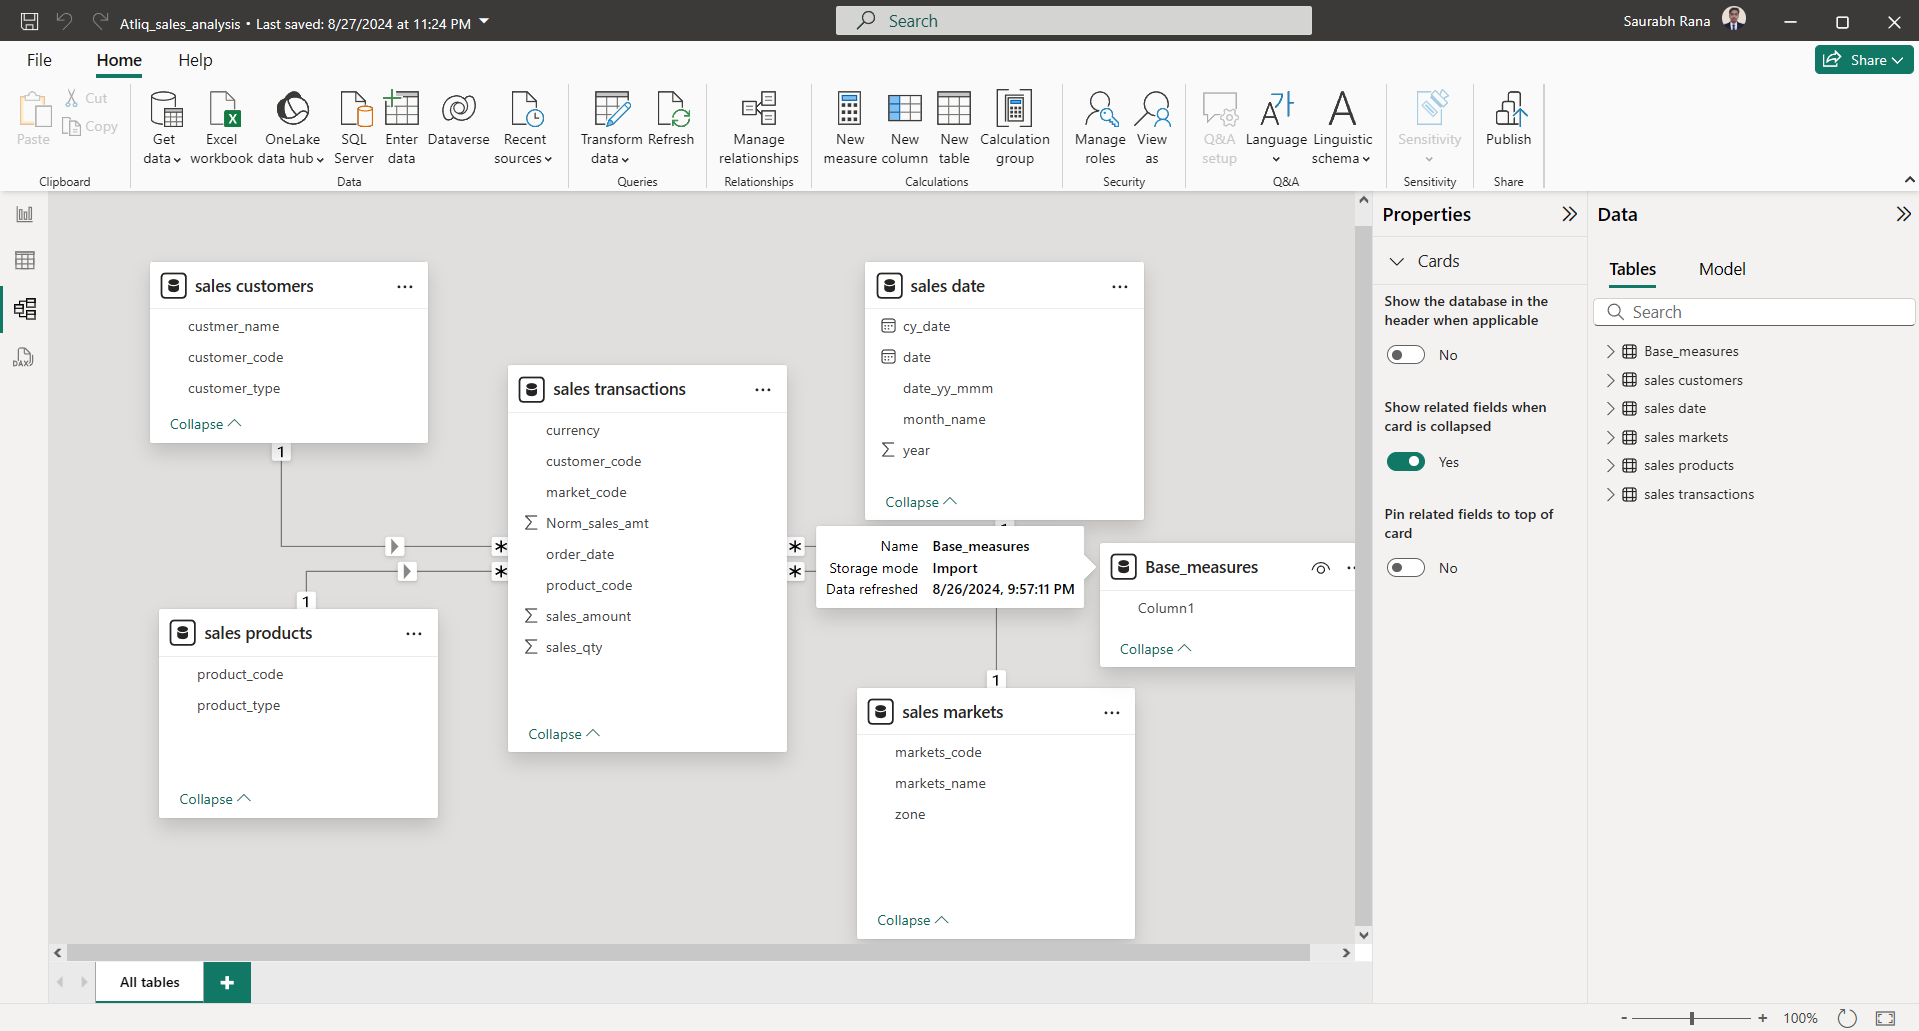 Atliq_sales_analysis • Last saved: 8/27/2024 at 11:24 PM
Search
Saurabh Rana
File
Home
Help
Share
Paste
Cut
Copy
Clipboard
Get data
Excel workbook
OneLake data hub
SQL Server
Enter data
Dataverse
Recent sources
Data
Transform data
Refresh
Queries
Manage relationships
Relationships
New measure
New column
New table
Calculation group
Calculations
Manage roles
View as
Security
Q&A setup
Language
Linguistic schema
Q&A
Sensitivity
Sensitivity
Publish
Share
DAX
sales customers
custmer_name
customer_code
customer_type
Collapse
1
sales products
product_code
product_type
Collapse
1
sales transactions
currency
customer_code
market_code
Norm_sales_amt
order_date
product_code
sales_amount
sales_qty
Collapse
sales date
cy_date
date
date_yy_mmm
month_name
year
Collapse
Name Base_measures
Storage mode Import
Data refreshed 8/26/2024, 9:57:11 PM
Base_measures
Column1
Collapse
1
sales markets
markets_code
markets_name
zone
Collapse
Properties
Cards
Show the database in the
header when applicable
No
Show related fields when
card is collapsed
Yes
Pin related fields to top of
card
No
Data
Tables
Model
Search
Base_measures
sales customers
sales date
sales markets
sales products
sales transactions
All tables
+
- + 100%